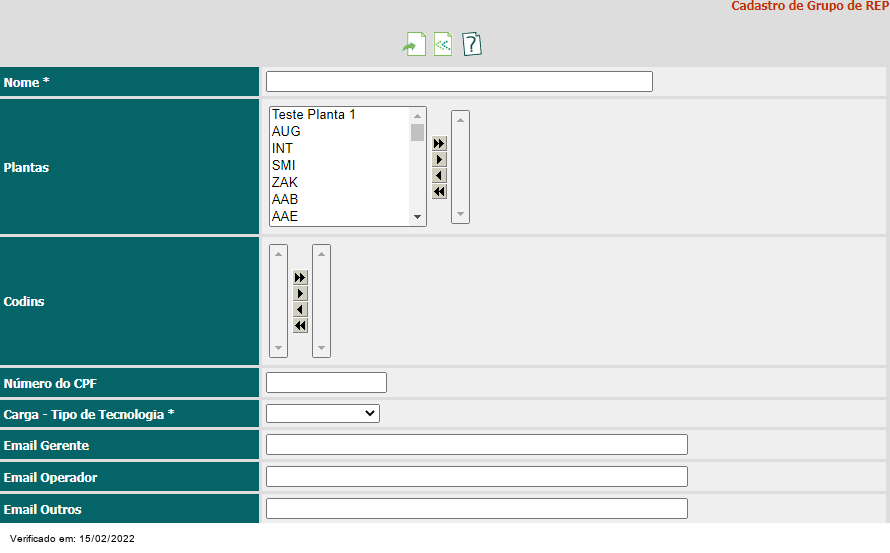 Cadastro de Grupo de REP
?
Nome *
Plantas
Teste Planta 1
AUG
INT
SMI
ZAK
AAB
AAE
Codins
Número do CPF
Carga - Tipo de Tecnologia *
Email Gerente
Email Operador
Email Outros
Verificado em: 15/02/2022